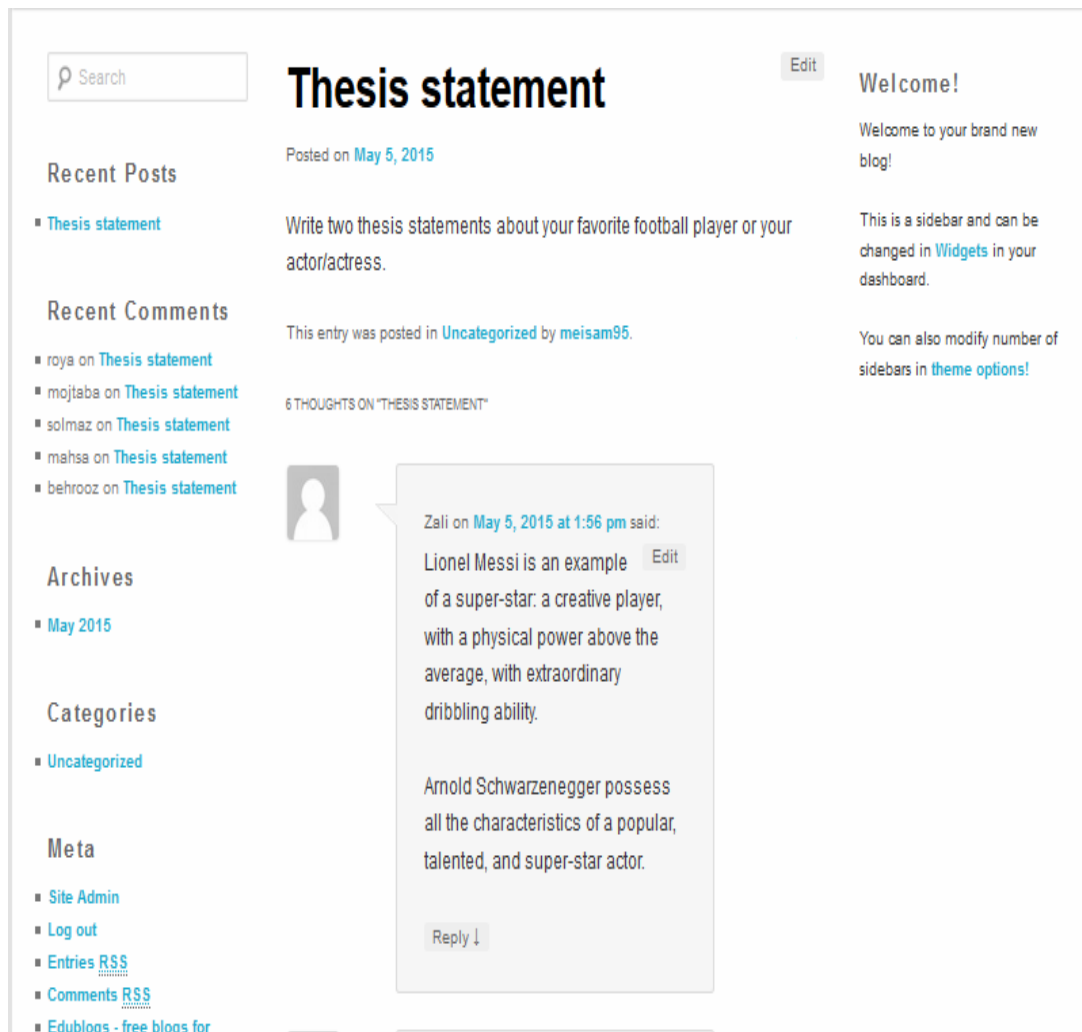 Search
Recent Posts
Thesis statement
Recent Comments
roya on Thesis statement
mojtaba on Thesis statement
solmaz on Thesis statement
mahsa on Thesis statement
behrooz on Thesis statement
Archives
May 2015
Categories
Uncategorized
Meta
Site Admin
Log out
Entries RSS
Comments RSS
Edublogs - free blogs for
Thesis statement
Edit
Posted on May 5, 2015
Write two thesis statements about your favorite football player or your
actor/actress.
This entry was posted in Uncategorized by meisam95.
6 THOUGHTS ON "THESIS STATEMENT"
Zali on May 5, 2015 at 1:56 pm said:
Edit
Lionel Messi is an example
of a super-star: a creative player,
with a physical power above the
average, with extraordinary
dribbling ability.
Arnold Schwarzenegger possess
all the characteristics of a popular,
talented, and super-star actor.
Reply ↓
Welcome!
Welcome to your brand new
blog!
This is a sidebar and can be
changed in Widgets in your
dashboard.
You can also modify number of
sidebars in theme options!